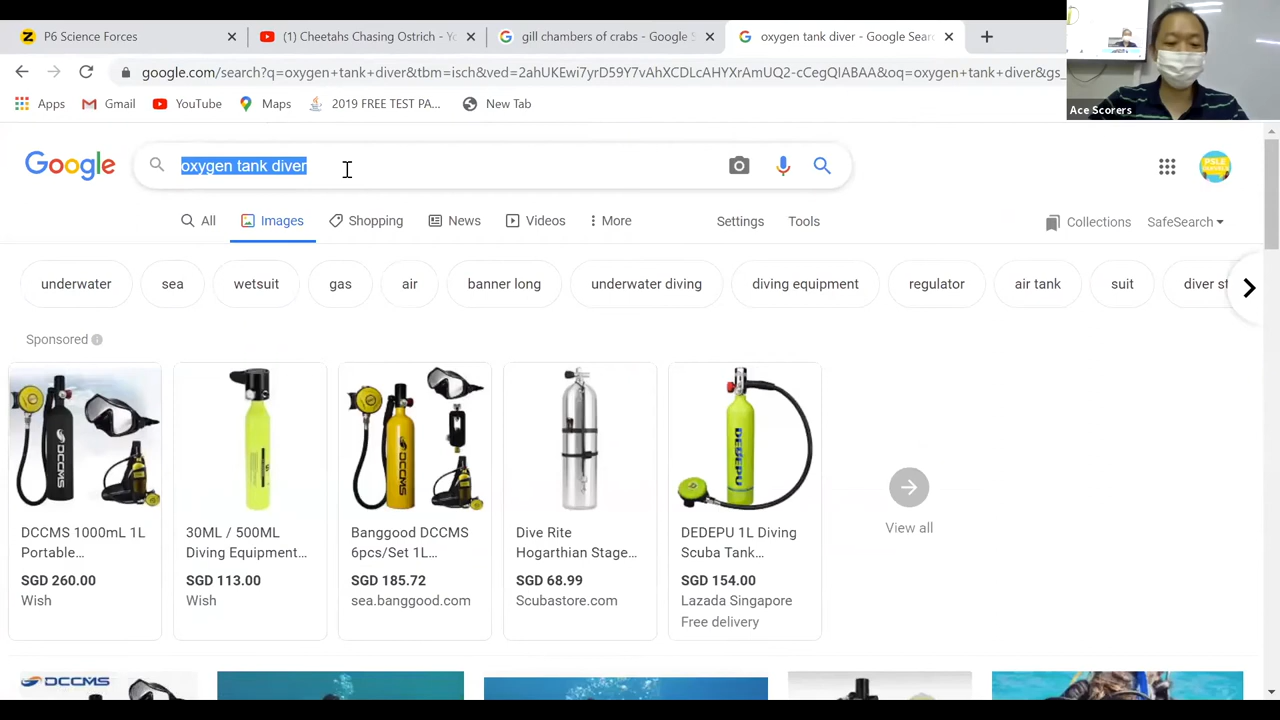 P6 Science Forces
(1) Cheetahs Chasing Ostrich - Yo
gill chambers of crabs - Google S
oxygen tank diver - Google Searc
google.com/search?q=oxygen+tank+diver&tbm=isch&ved=2ahUKEwi7yrD59Y7vAhXCDLcAHYXrAmUQ2-cCegQIABAA&oq=oxygen+tank+diver&gs_
Apps
Gmail
YouTube
Maps
2019 FREE TEST PA...
New Tab
Ace Scorers
Google
oxygen tank diver
All
Images
Shopping
News
Videos
More
Settings
Tools
Collections
SafeSearch
underwater
sea
wetsuit
gas
air
banner long
underwater diving
diving equipment
regulator
air tank
suit
diver st
Sponsored
DCCMS
DCCMS
DEDEPU
DCCMS 1000mL 1L
Portable...
SGD 260.00
Wish
30ML / 500ML
Diving Equipment...
SGD 113.00
Wish
Banggood DCCMS
6pcs/Set 1L...
SGD 185.72
sea.banggood.com
Dive Rite
Hogarthian Stage...
SGD 68.99
Scubastore.com
DEDEPU 1L Diving
Scuba Tank...
SGD 154.00
Lazada Singapore
Free delivery
View all
DCCMS